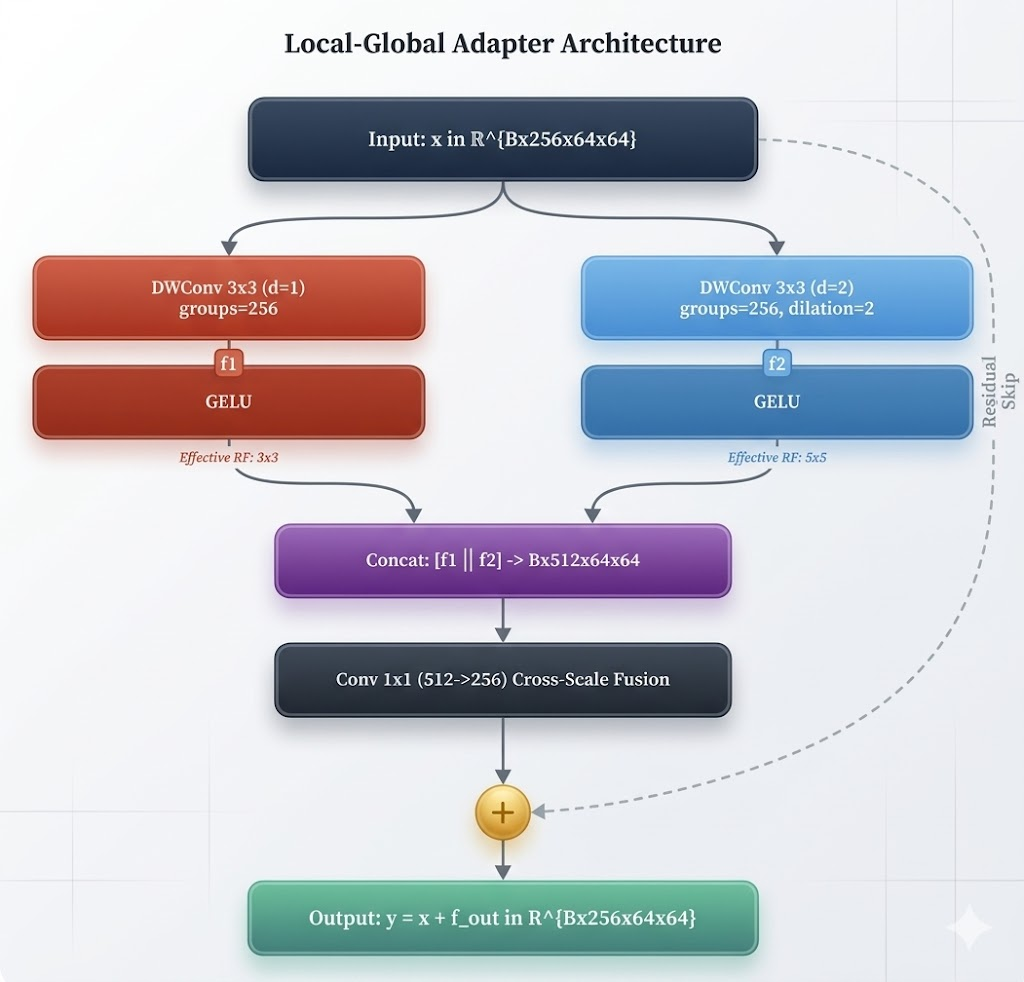 Local-Global Adapter Architecture
Input: x in ℝ^{Bx256x64x64}
DWConv 3x3 (d=1)
groups=256
DWConv 3x3 (d=2)
groups=256, dilation=2
f1
f2
GELU
GELU
Residual
Skip
Effective RF: 3x3
Effective RF: 5x5
Concat: [f1 || f2] -> Bx512x64x64
Conv 1x1 (512->256) Cross-Scale Fusion
+
Output: y = x + f_out in R^{Bx256x64x64}